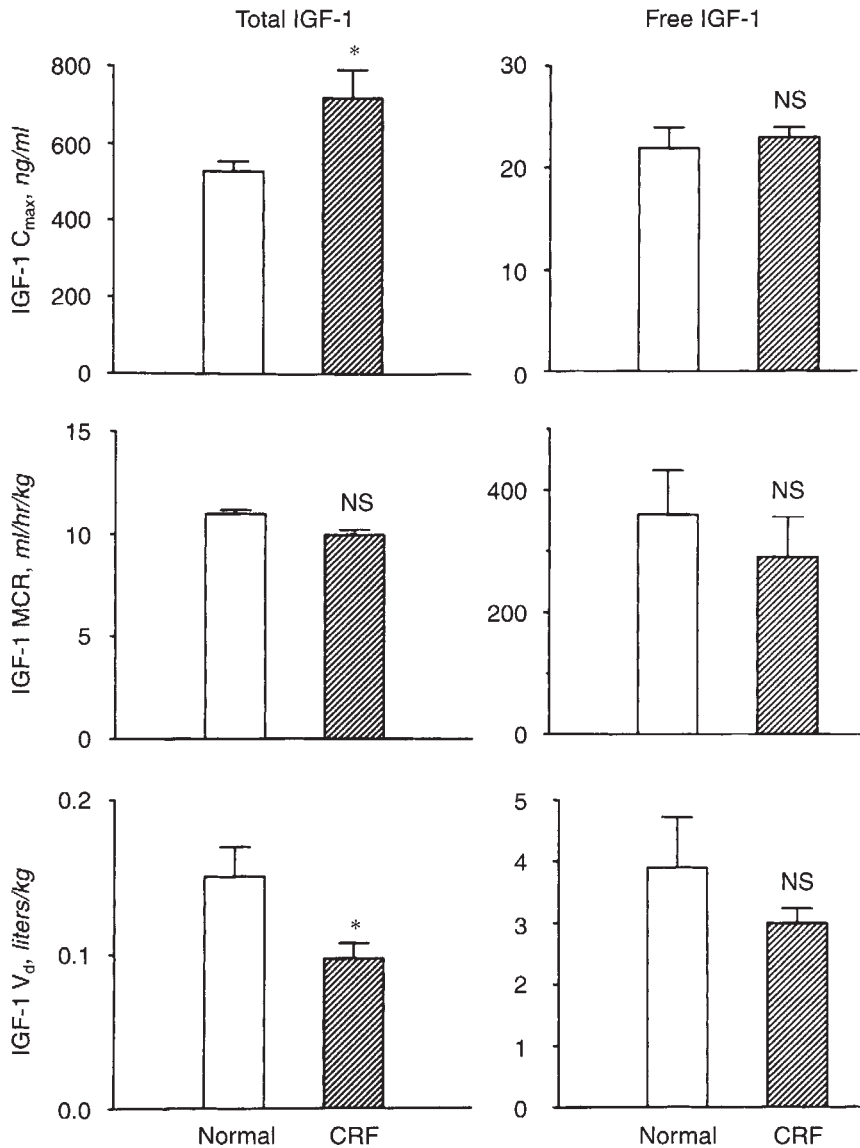 Total IGF-1
Free IGF-1
IGF-1 Cmax, ng/ml
800
600
400
200
0
*
30
20
10
0
NS
IGF-1 MCR, ml/hr/kg
15
10
5
0
NS
400
200
0
NS
IGF-1 Vd, liters/kg
0.2
0.1
0.0
*
5
4
3
2
1
0
NS
Normal CRF
Normal CRF